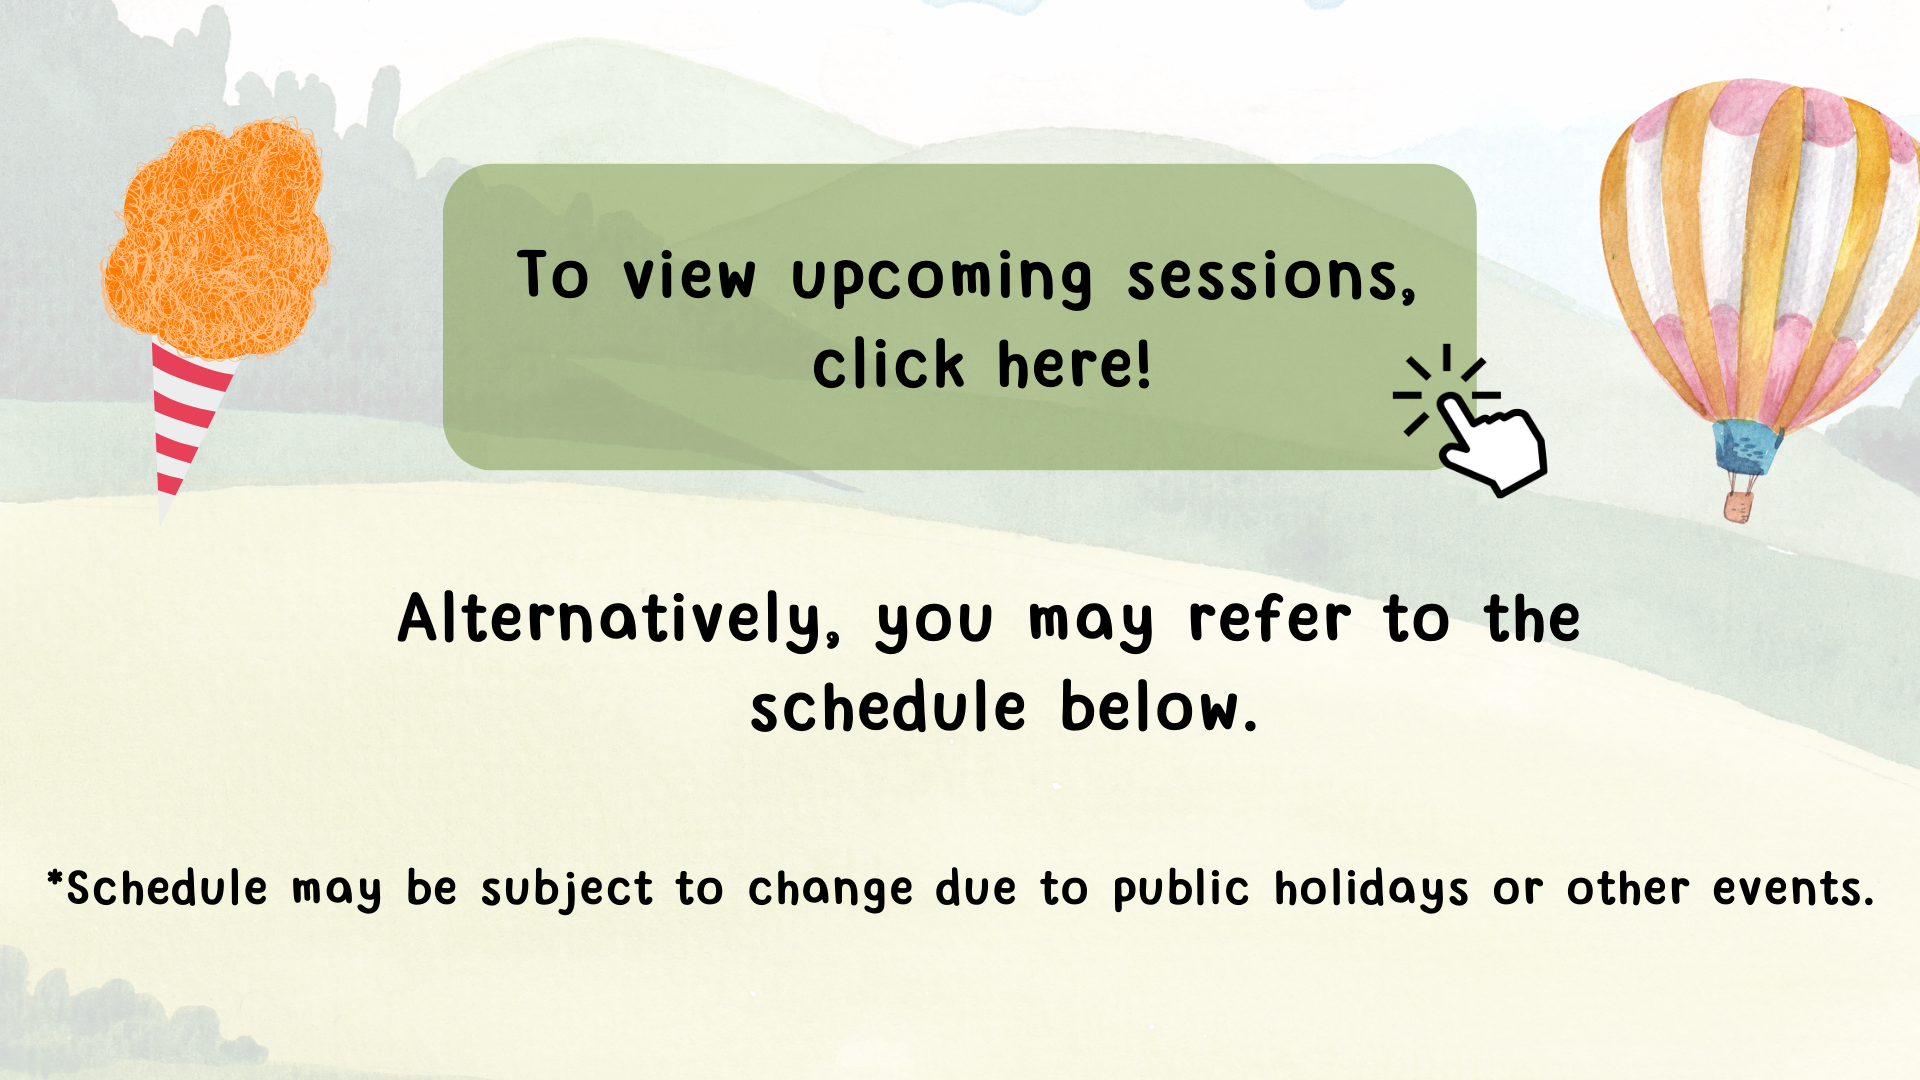 To view upcoming sessions,
click here!
Alternatively, you may refer to the
schedule below.
*Schedule may be subject to change due to public holidays or other events.